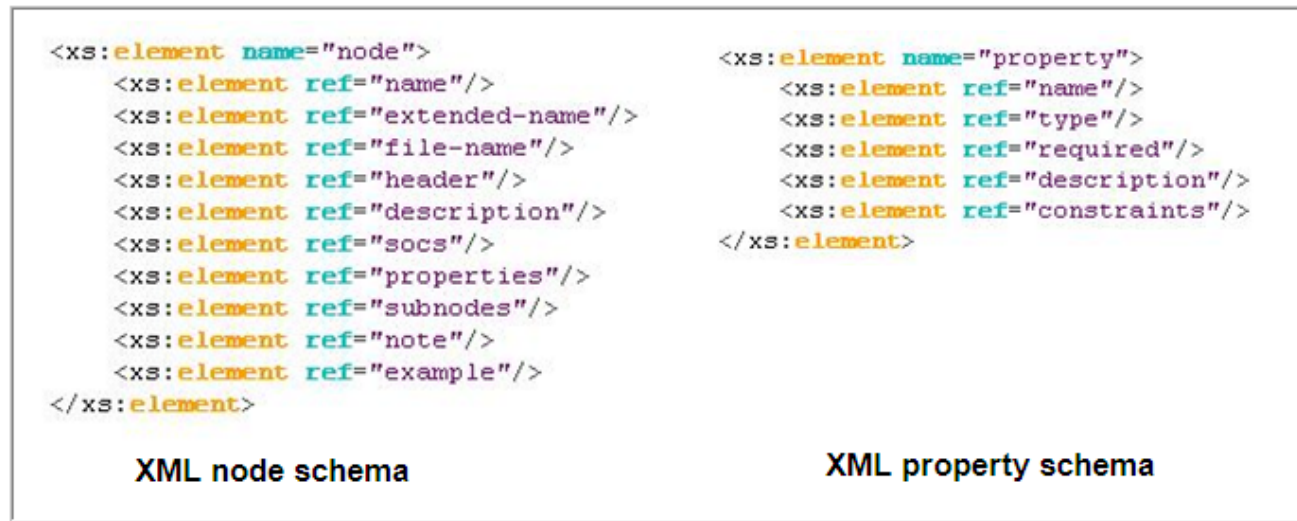 <xs:element name="node">
<xs:element ref="name"/>
<xs:element ref="extended-name"/>
<xs:element ref="file-name"/>
<xs:element ref="header"/>
<xs:element ref="description"/>
<xs:element ref="socs"/>
<xs:element ref="properties"/>
<xs:element ref="subnodes"/>
<xs:element ref="note"/>
<xs:element ref="example"/>
</xs:element>
XML node schema
<xs:element name="property">
<xs:element ref="name"/>
<xs:element ref="type"/>
<xs:element ref="required"/>
<xs:element ref="description"/>
<xs:element ref="constraints"/>
</xs:element>
XML property schema